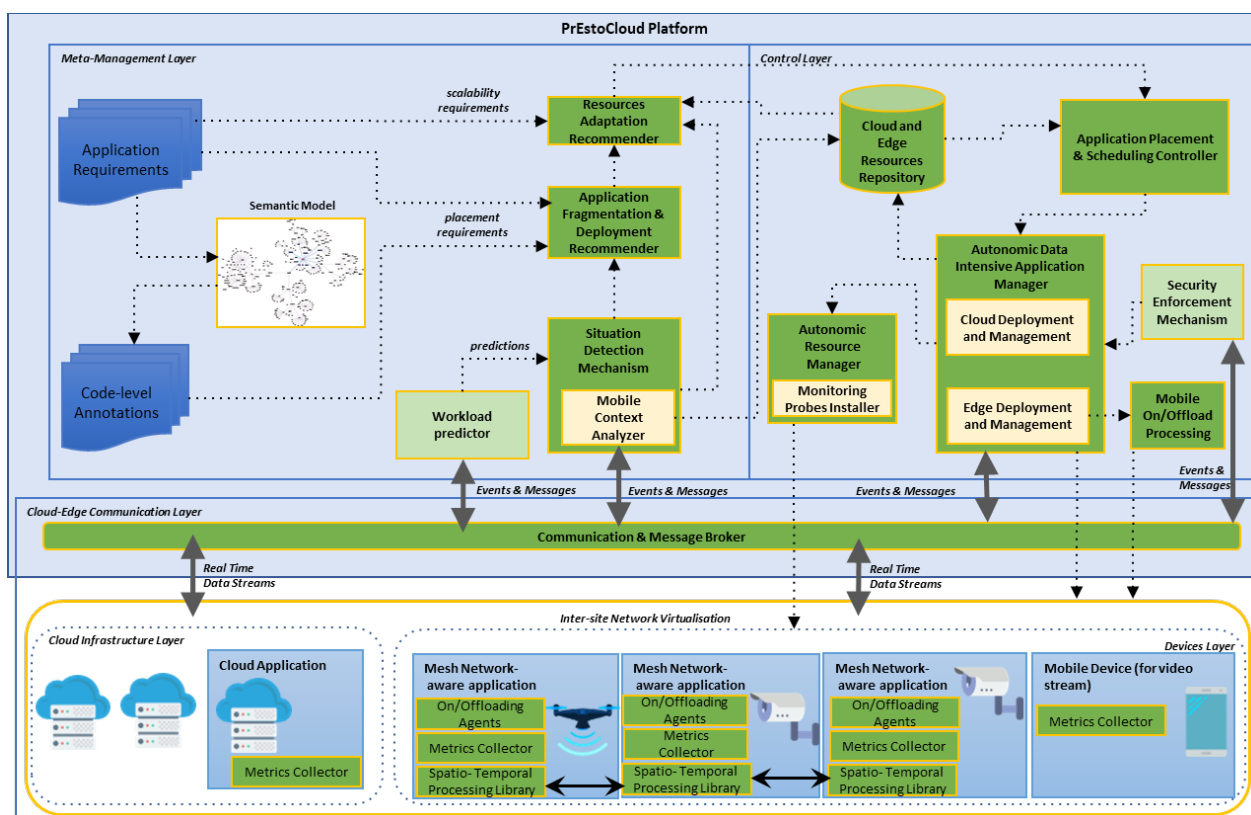 PrEstoCloud Platform
Meta-Management Layer
Control Layer
scalability
requirements
Application
Requirements
Resources
Adaptation
Recommender
Cloud and
Edge
Resources
Repository
Application Placement
& Scheduling Controller
Semantic Model
placement
requirements
Application
Fragmentation &
Deployment
Recommender
Autonomic Data
Intensive Application
Manager
Cloud Deployment
and Management
Edge Deployment
and Management
Security
Enforcement
Mechanism
predictions
Situation
Detection
Mechanism
Mobile
Context
Analyzer
Autonomic
Resource
Manager
Monitoring
Probes Installer
Code-level
Annotations
Workload
predictor
Mobile
On/Offload
Processing
Events & Messages
Events & Messages
Events & Messages
Events &
Messages
Cloud-Edge Communication Layer
Communication & Message Broker
Real Time
Data Streams
Real Time
Data Streams
Inter-site Network Virtualisation
Cloud Infrastructure Layer
Devices Layer
Cloud Application
Metrics Collector
Mesh Network-
aware application
On/Offloading
Agents
Metrics Collector
Spatio- Temporal
Processing Library
Mesh Network-
aware application
On/Offloading
Agents
Metrics
Collector
Spatio- Temporal
Processing Library
Mesh Network-
aware application
On/Offloading
Agents
Metrics Collector
Spatio- Temporal
Processing Library
Mobile Device (for video
stream)
Metrics Collector